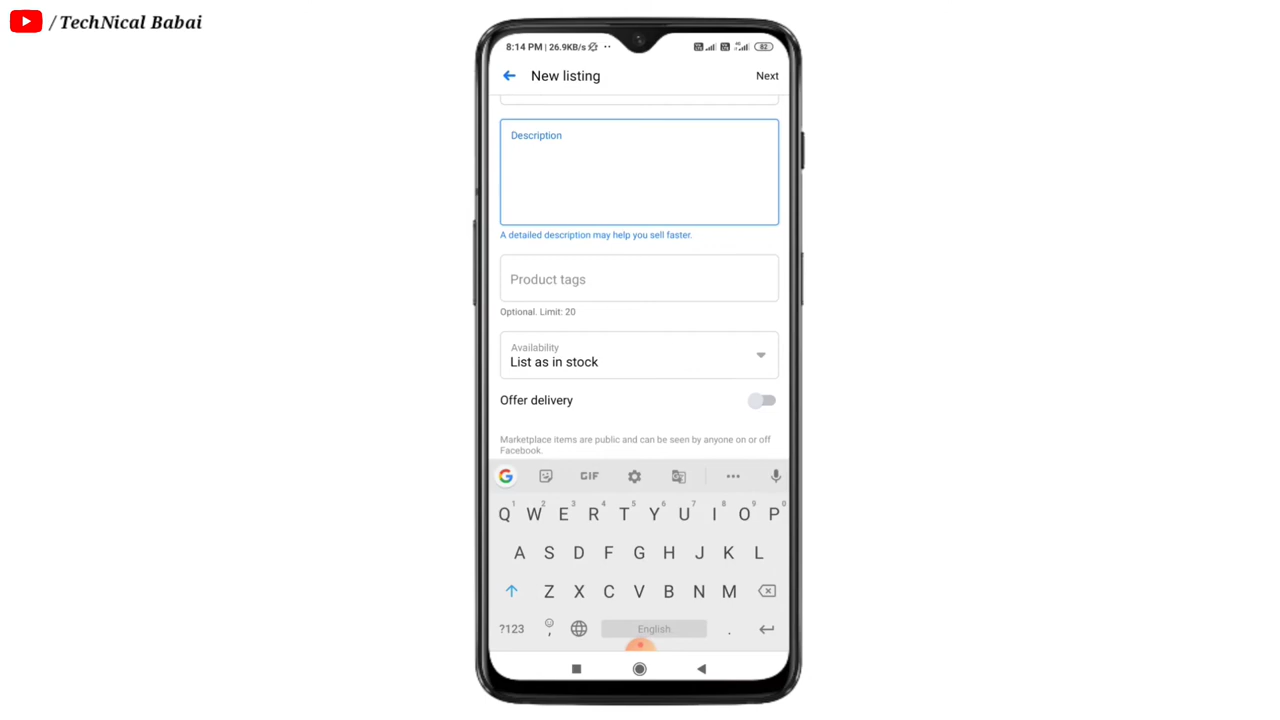 / TechNical Babai
8:14 PM | 26.9KB/s
82
New listing
Next
Description
A detailed description may help you sell faster.
Product tags
Optional. Limit: 20
Availability
List as in stock
Offer delivery
Marketplace items are public and can be seen by anyone on or off
Facebook.
G GIF
1 2 3 4 5 6 7 8 9 0
Q W E R T Y U I O P
A S D F G H J K L
Z X C V B N M
?123 , English .